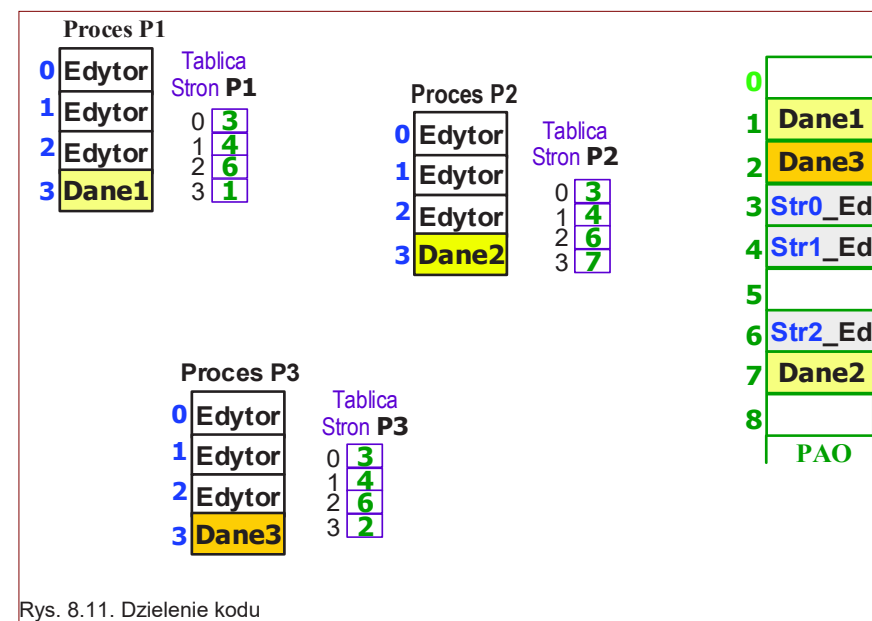 Proces P1
0 Edytor
1 Edytor
2 Edytor
3 Dane1
Tablica
Stron P1
0 3
1 4
2 6
3 1
Proces P2
0 Edytor
1 Edytor
2 Edytor
3 Dane2
Tablica
Stron P2
0 3
1 4
2 6
3 7
Proces P3
0 Edytor
1 Edytor
2 Edytor
3 Dane3
Tablica
Stron P3
0 3
1 4
2 6
3 2
0
1 Dane1
2 Dane3
3 Str0_Ed
4 Str1_Ed
5
6 Str2_Ed
7 Dane2
8
PAO
Rys. 8.11. Dzielenie kodu